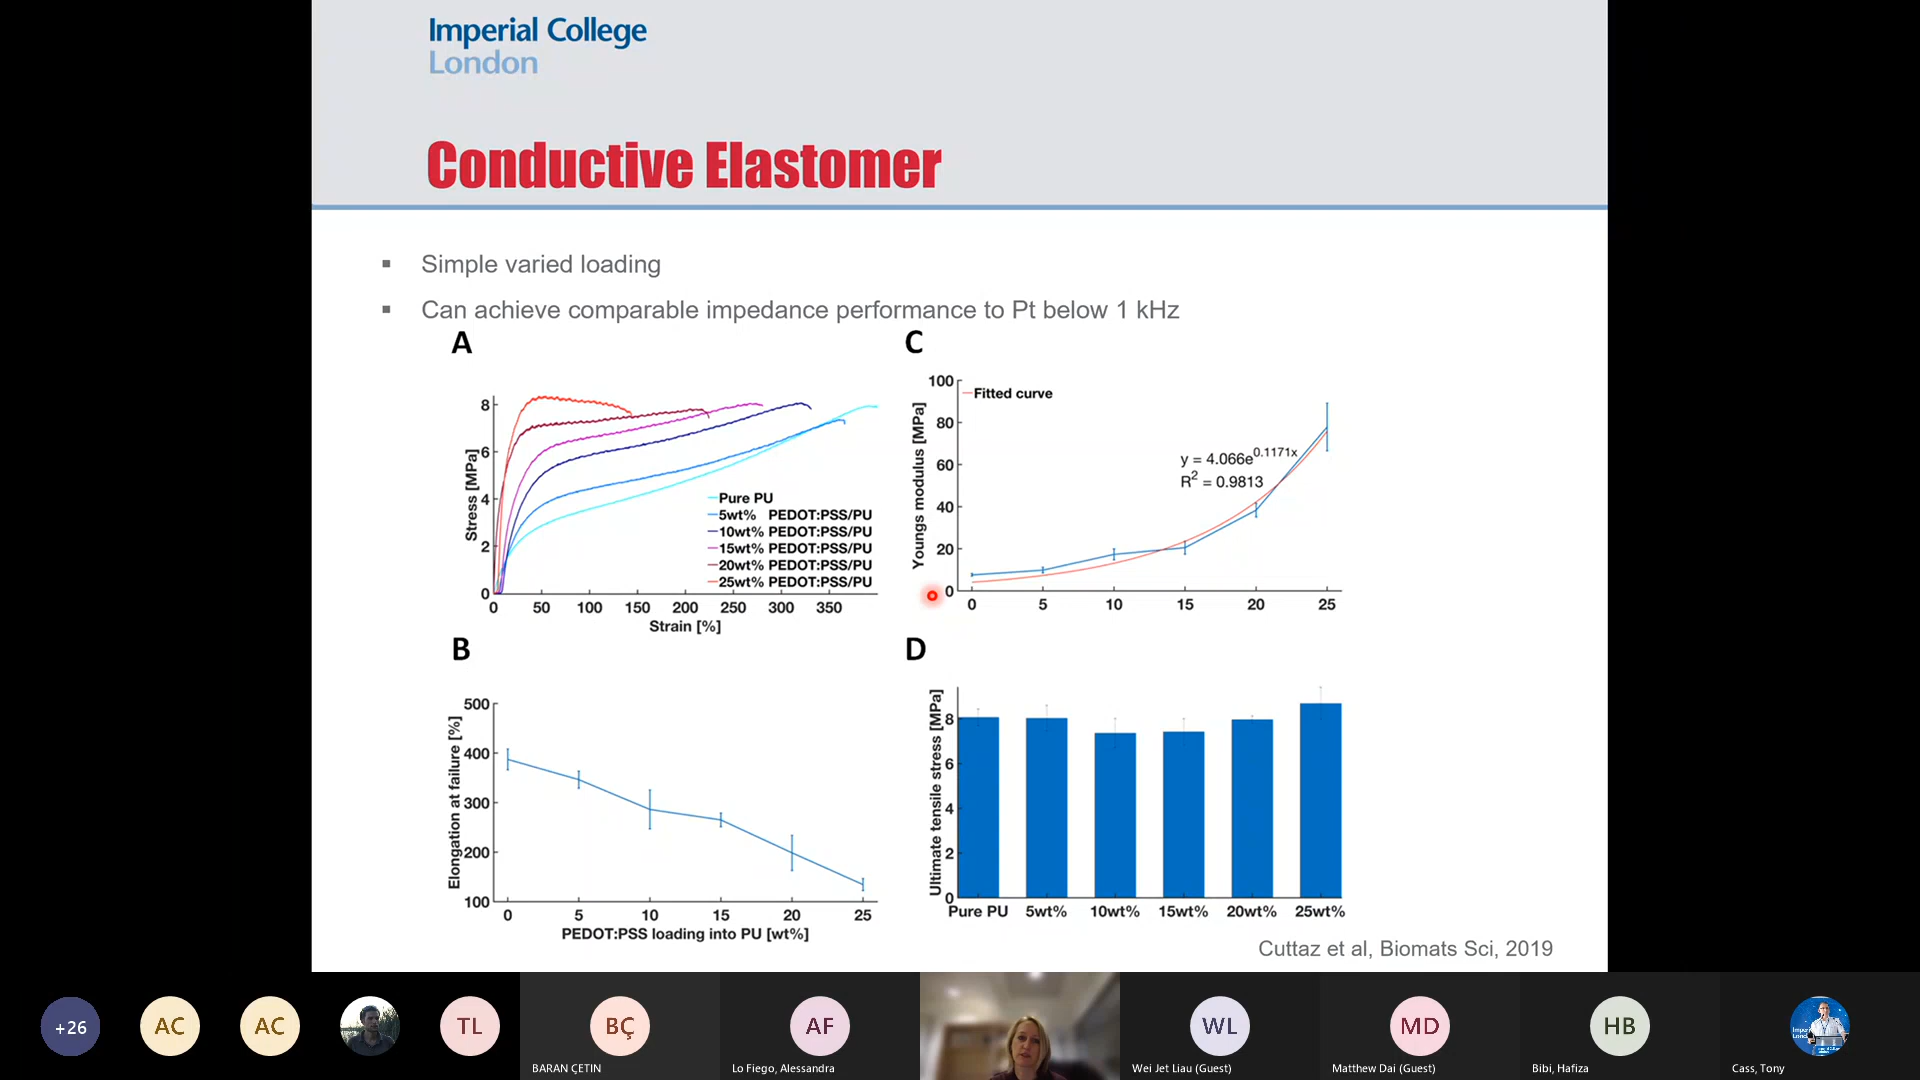 Imperial College
London
Conductive Elastomer
▪ Simple varied loading
▪ Can achieve comparable impedance performance to Pt below 1 kHz
A
8
6
4
2
0
Stress [MPa]
Pure PU
5wt% PEDOT:PSS/PU
10wt% PEDOT:PSS/PU
15wt% PEDOT:PSS/PU
20wt% PEDOT:PSS/PU
25wt% PEDOT:PSS/PU
0 50 100 150 200 250 300 350
Strain [%]
C
100
80
60
40
20
0
Youngs modulus [MPa]
Fitted curve
y = 4.066e^0.1171x
R² = 0.9813
0 5 10 15 20 25
B
500
400
300
200
100
Elongation at failure [%]
0 5 10 15 20 25
PEDOT:PSS loading into PU [wt%]
D
8
6
4
2
0
Ultimate tensile stress [MPa]
Pure PU 5wt% 10wt% 15wt% 20wt% 25wt%
Cuttaz et al, Biomats Sci, 2019
+26 AC AC TL BÇ AF WL MD HB
BARAN ÇETIN Lo Fiego, Alessandra Wei Jet Liau (Guest) Matthew Dai (Guest) Bibi, Hafiza Cass, Tony